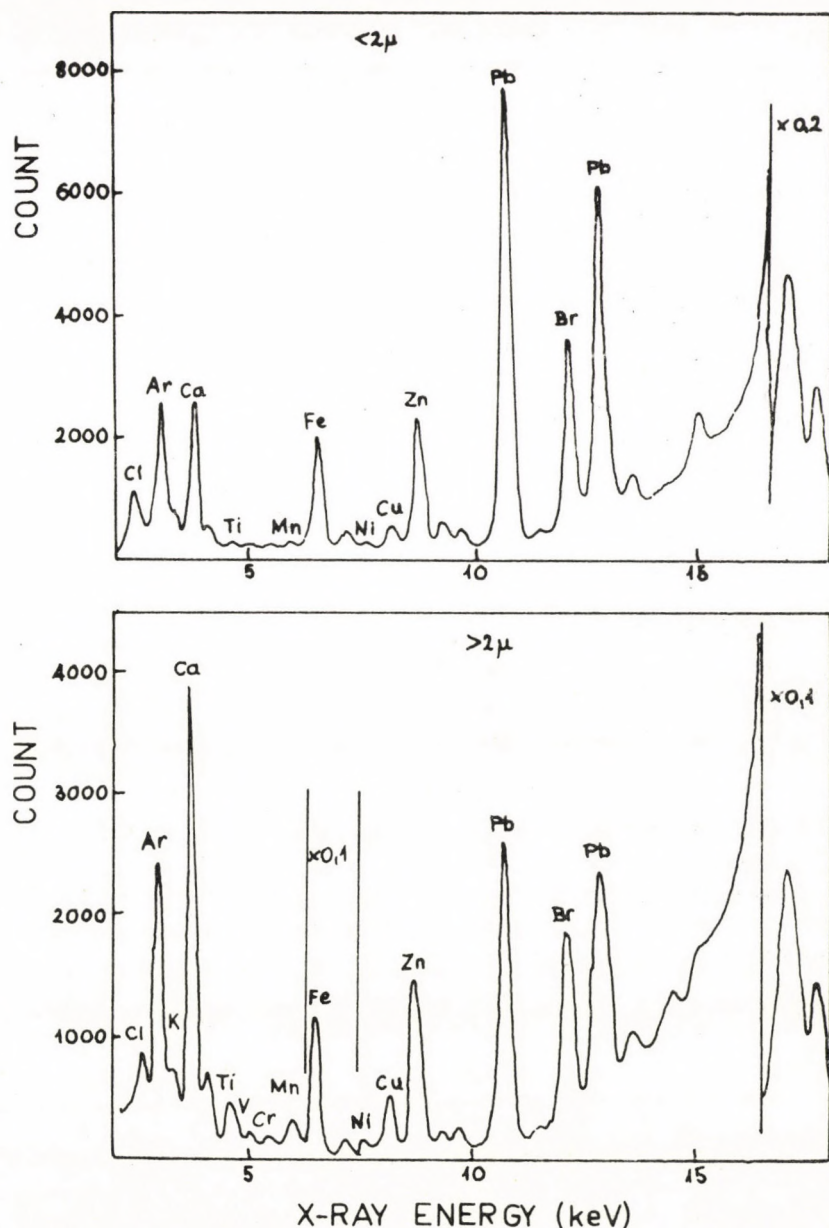 <2μ
8000
Pb
x 0,2
Pb
6000
COUNT
4000
Br
Ar
Ca
Zn
Fe
2000
Cl
Cu
Ti
Mn
Ni
5
10
15
>2μ
4000
Ca
x0,1
COUNT
3000
Pb
Ar
x0,1
Pb
2000
Br
Zn
Fe
Cl
K
1000
Ti
V
Cr
Mn
Cu
Ni
5
10
15
X-RAY ENERGY (keV)